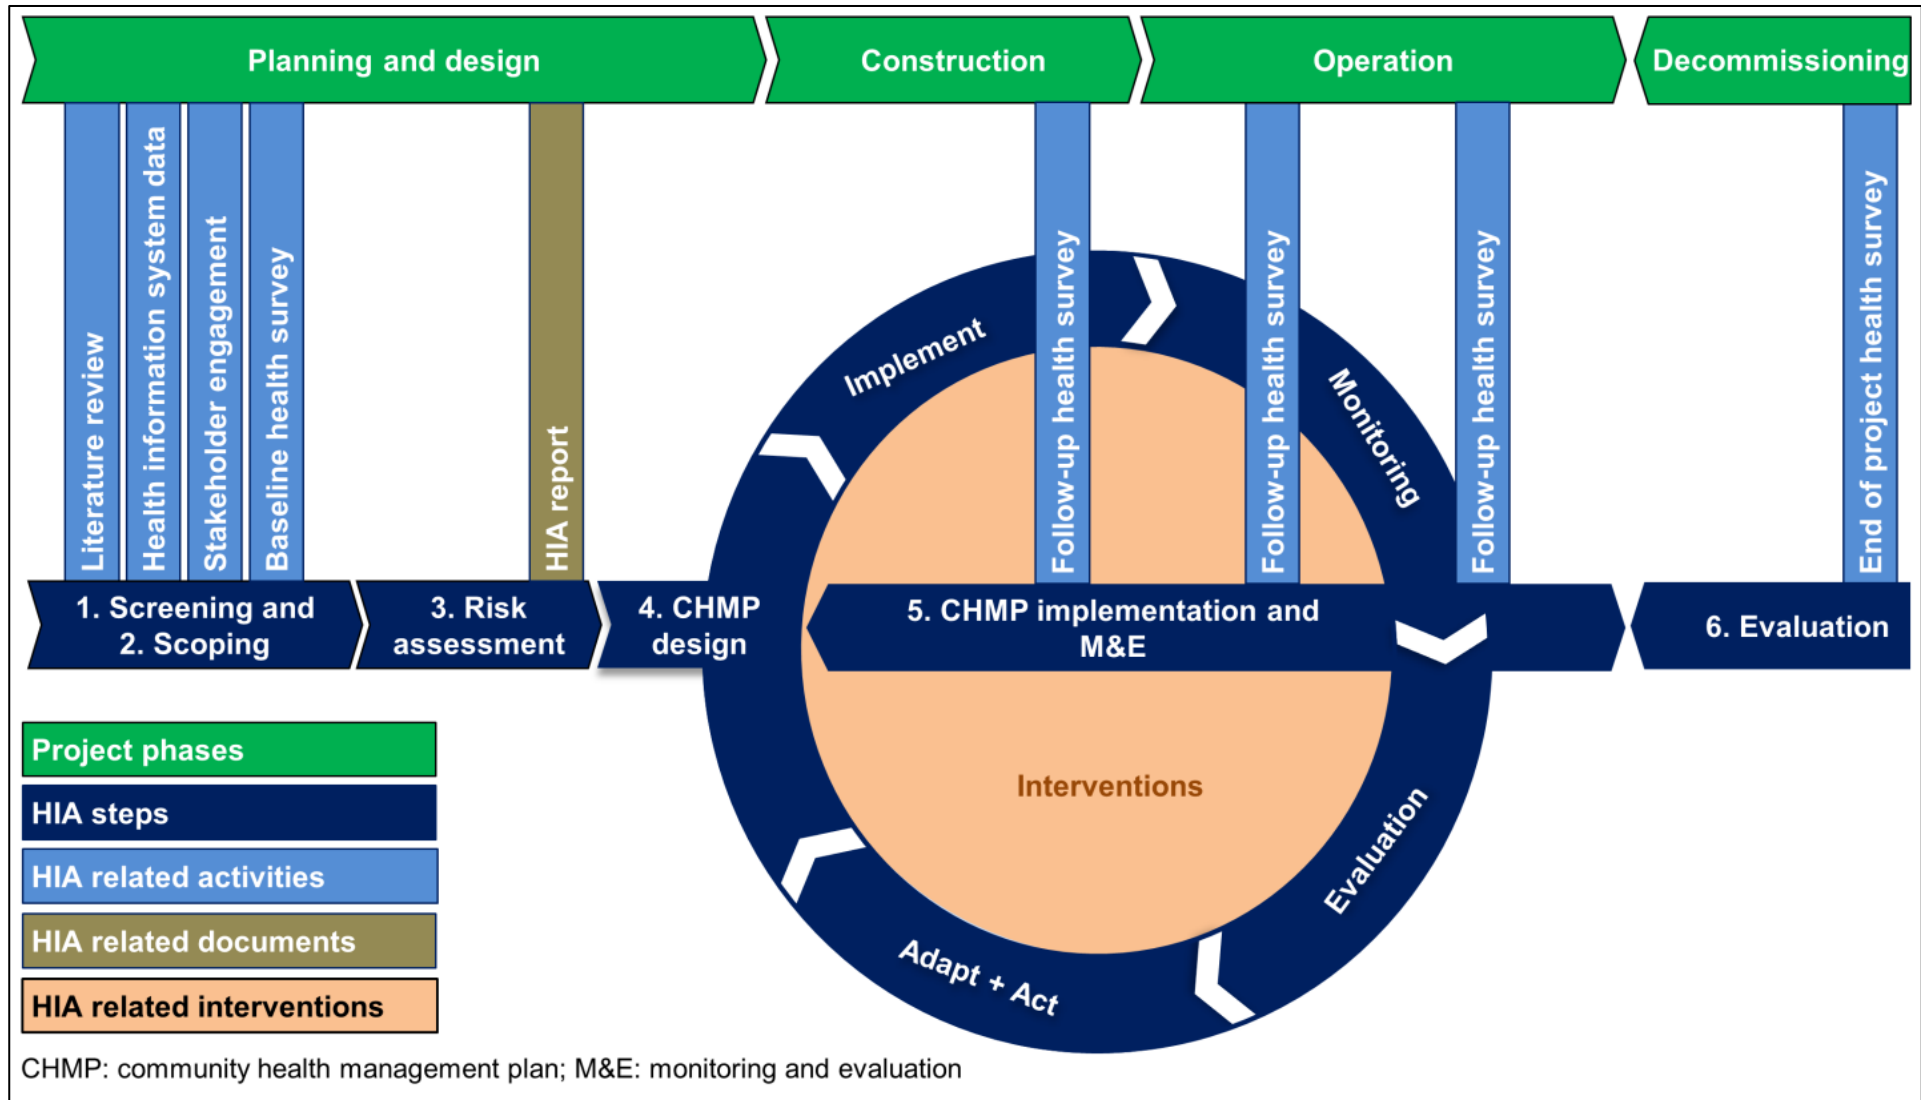 Planning and design
Construction
Operation
Decommissioning
Literature review
Health information system data
Stakeholder engagement
Baseline health survey
HIA report
Follow-up health survey
Follow-up health survey
Follow-up health survey
End of project health survey
1. Screening and
2. Scoping
3. Risk
assessment
4. CHMP
design
5. CHMP implementation and
M&E
6. Evaluation
Implement
Monitoring
Evaluation
Adapt + Act
Interventions
Project phases
HIA steps
HIA related activities
HIA related documents
HIA related interventions
CHMP: community health management plan; M&E: monitoring and evaluation